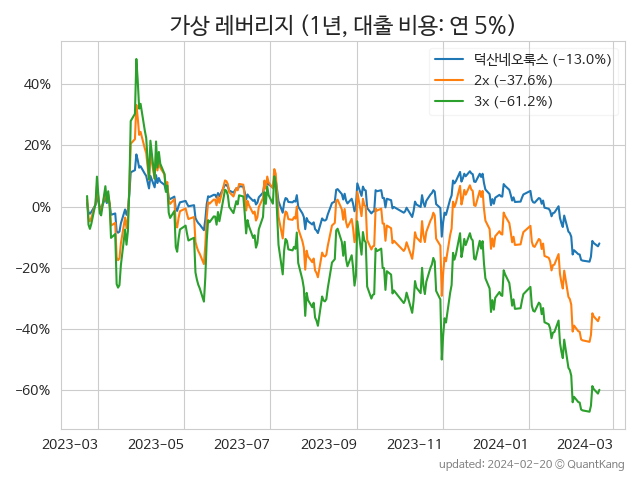 가상 레버리지 (1년, 대출 비용: 연 5%)
덕산네오룩스 (−13.0%)
2x (−37.6%)
3x (−61.2%)
40%
20%
0%
−20%
−40%
−60%
2023-03 2023-05 2023-07 2023-09 2023-11 2024-01 2024-03
updated: 2024-02-20 © QuantKang